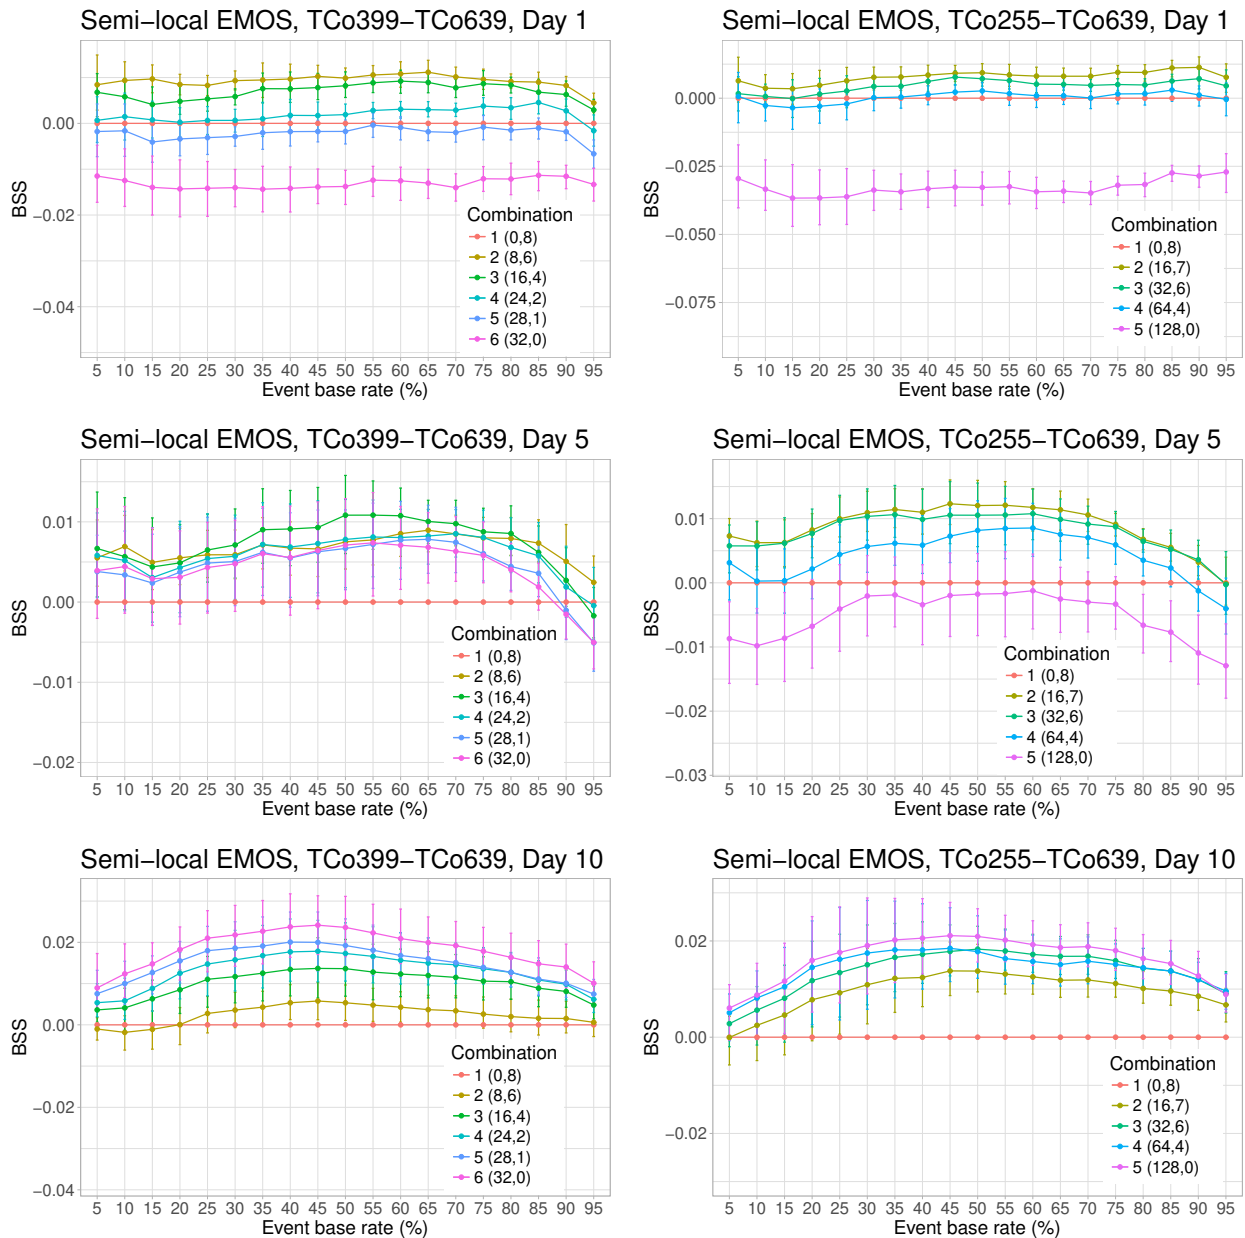 Semi−local EMOS, TCo399−TCo639, Day 1
BSS
0.00
−0.02
−0.04
Combination
1 (0,8)
2 (8,6)
3 (16,4)
4 (24,2)
5 (28,1)
6 (32,0)
5 10 15 20 25 30 35 40 45 50 55 60 65 70 75 80 85 90 95
Event base rate (%)
Semi−local EMOS, TCo255−TCo639, Day 1
BSS
0.000
−0.025
−0.050
−0.075
Combination
1 (0,8)
2 (16,7)
3 (32,6)
4 (64,4)
5 (128,0)
5 10 15 20 25 30 35 40 45 50 55 60 65 70 75 80 85 90 95
Event base rate (%)
Semi−local EMOS, TCo399−TCo639, Day 5
BSS
0.01
0.00
−0.01
−0.02
Combination
1 (0,8)
2 (8,6)
3 (16,4)
4 (24,2)
5 (28,1)
6 (32,0)
5 10 15 20 25 30 35 40 45 50 55 60 65 70 75 80 85 90 95
Event base rate (%)
Semi−local EMOS, TCo255−TCo639, Day 5
BSS
0.01
0.00
−0.01
−0.02
−0.03
Combination
1 (0,8)
2 (16,7)
3 (32,6)
4 (64,4)
5 (128,0)
5 10 15 20 25 30 35 40 45 50 55 60 65 70 75 80 85 90 95
Event base rate (%)
Semi−local EMOS, TCo399−TCo639, Day 10
BSS
0.02
0.00
−0.02
−0.04
Combination
1 (0,8)
2 (8,6)
3 (16,4)
4 (24,2)
5 (28,1)
6 (32,0)
5 10 15 20 25 30 35 40 45 50 55 60 65 70 75 80 85 90 95
Event base rate (%)
Semi−local EMOS, TCo255−TCo639, Day 10
BSS
0.02
0.00
−0.02
Combination
1 (0,8)
2 (16,7)
3 (32,6)
4 (64,4)
5 (128,0)
5 10 15 20 25 30 35 40 45 50 55 60 65 70 75 80 85 90 95
Event base rate (%)